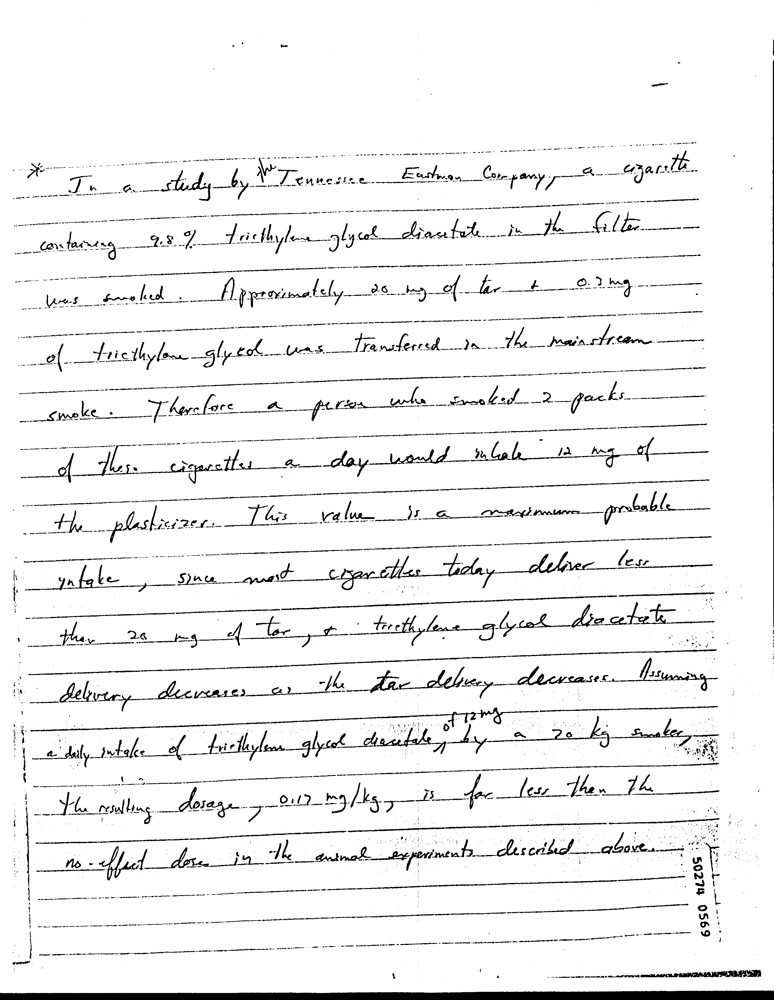 * In a study by the Tennessee Eastman Company, a cigarette
containing 9.8 % triethylene glycol diacetate in the filter
was smoked. Approximately 20 mg of tar + 0.3 mg
of triethylene glycol was transferred in the mainstream
smoke. Therefore a person who smoked 2 packs
of these cigarettes a day would inhale 12 mg of
the plasticizer. This value is a maximum probable
intake, since most cigarettes today deliver less
than 20 mg of tar, + triethylene glycol diacetate
delivery decreases as the tar delivery decreases. Assuming
a daily intake of triethylene glycol diacetate, of 12 mg by a 70 kg smoker,
the resulting dosage, 0.17 mg/kg, is far less than the
no-effect dose in the animal experiments described above.
50274 0569